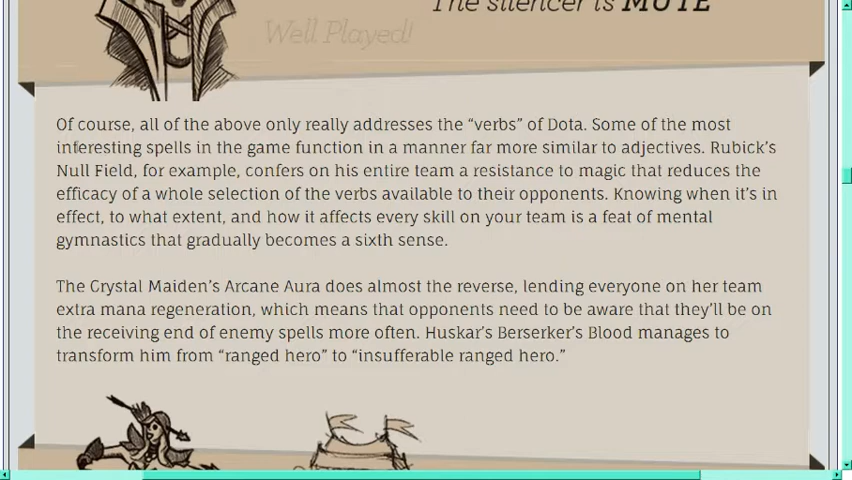 The silencer is MUTE
Well Played!
Of course, all of the above only really addresses the “verbs” of Dota. Some of the most
interesting spells in the game function in a manner far more similar to adjectives. Rubick’s
Null Field, for example, confers on his entire team a resistance to magic that reduces the
efficacy of a whole selection of the verbs available to their opponents. Knowing when it’s in
effect, to what extent, and how it affects every skill on your team is a feat of mental
gymnastics that gradually becomes a sixth sense.
The Crystal Maiden’s Arcane Aura does almost the reverse, lending everyone on her team
extra mana regeneration, which means that opponents need to be aware that they’ll be on
the receiving end of enemy spells more often. Huskar’s Berserker’s Blood manages to
transform him from “ranged hero” to “insufferable ranged hero.”